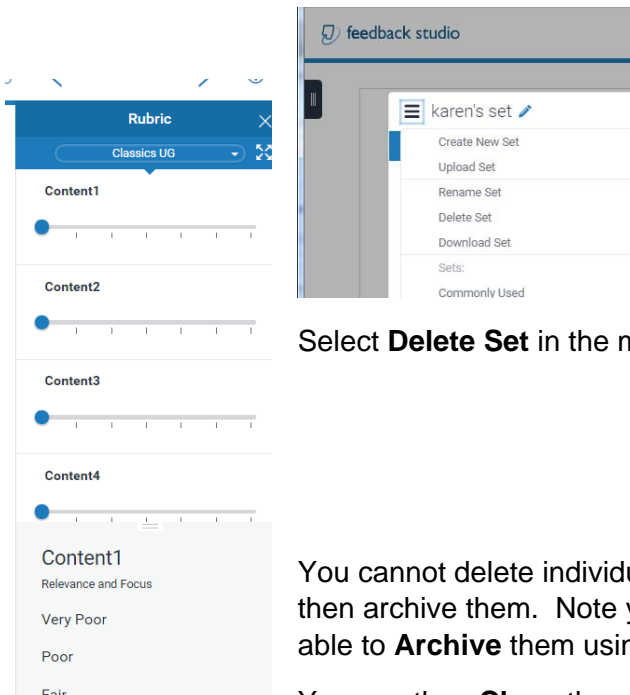 Rubric
Classics UG
Content1
Content2
Content3
Content4
Content1
Relevance and Focus
Very Poor
Poor
Fair
feedback studio
karen's set
Create New Set
Upload Set
Rename Set
Delete Set
Download Set
Sets:
Commonly Used
Select Delete Set in the
You cannot delete
then archive them. Note
able to Archive them